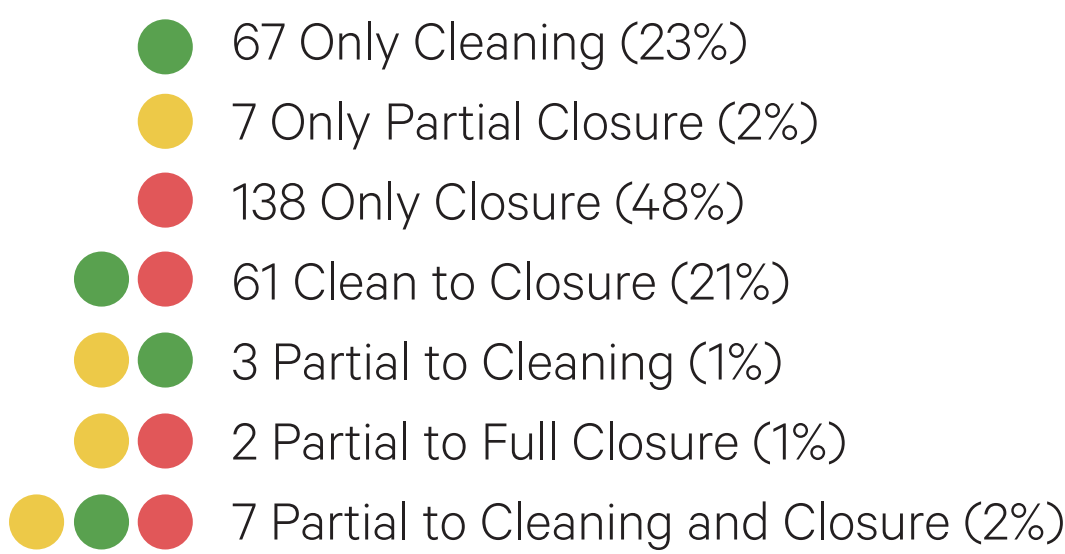 67 Only Cleaning (23%)
7 Only Partial Closure (2%)
138 Only Closure (48%)
61 Clean to Closure (21%)
3 Partial to Cleaning (1%)
2 Partial to Full Closure (1%)
7 Partial to Cleaning and Closure (2%)